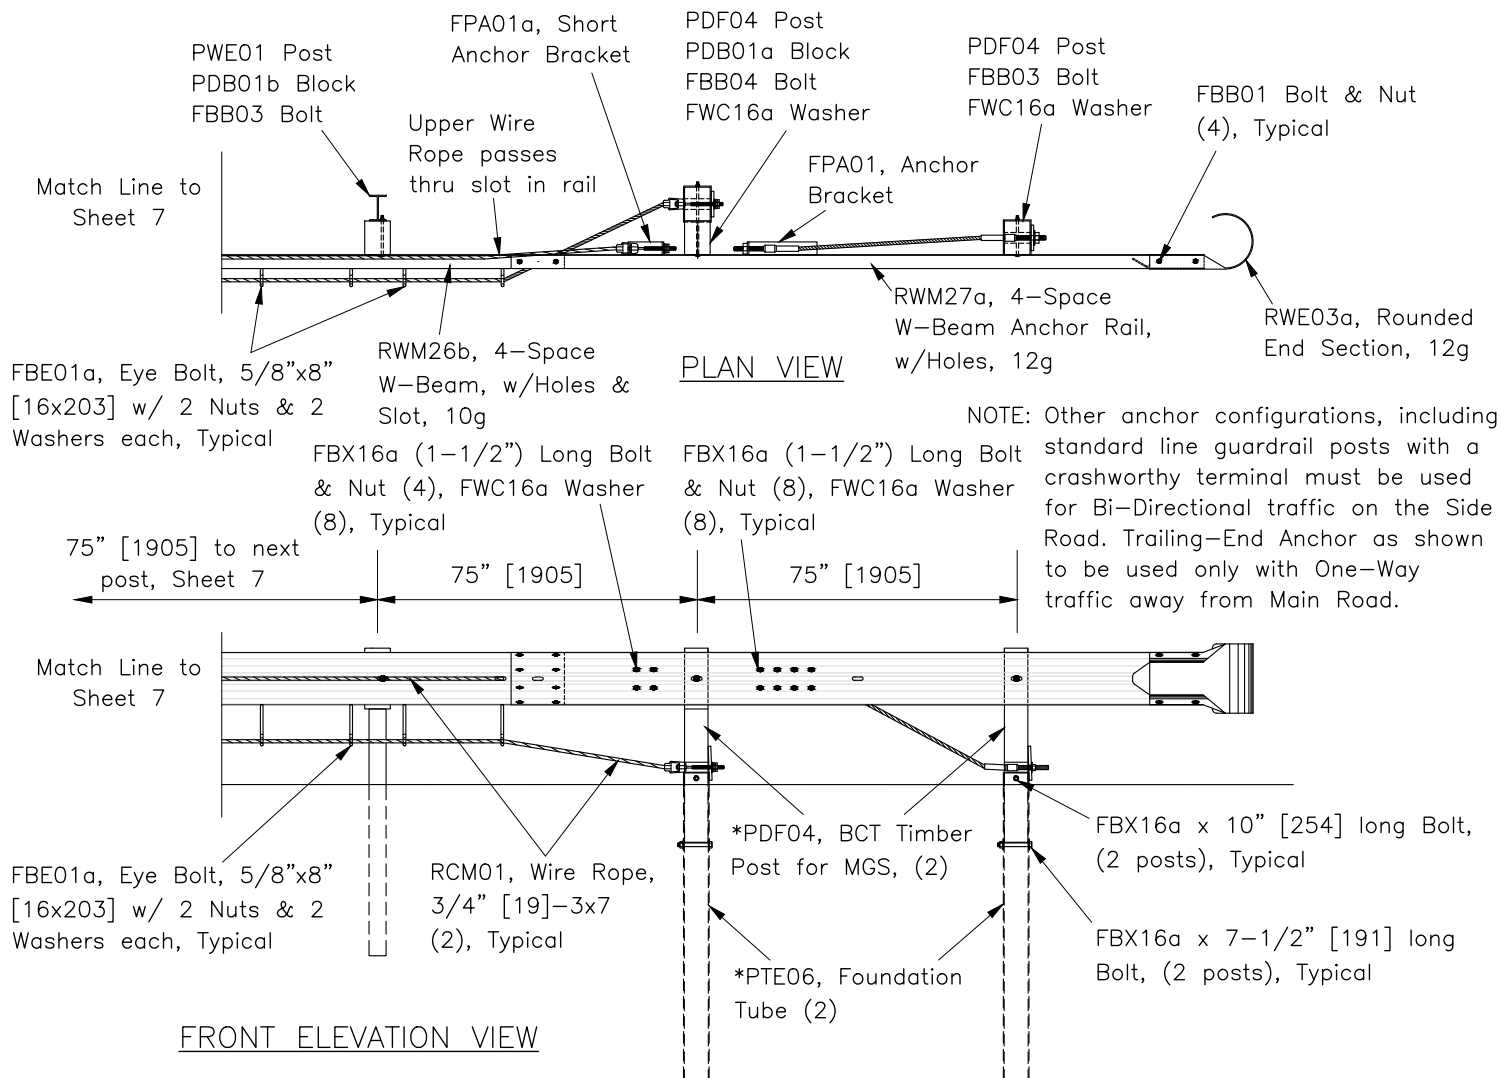 PWE01 Post
PDB01b Block
FBB03 Bolt
FPA01a, Short
Anchor Bracket
PDF04 Post
PDB01a Block
FBB04 Bolt
FWC16a Washer
PDF04 Post
FBB03 Bolt
FWC16a Washer
FBB01 Bolt & Nut
(4), Typical
Upper Wire
Rope passes
thru slot in rail
FPA01, Anchor
Bracket
Match Line to
Sheet 7
FBE01a, Eye Bolt, 5/8”x8”
[16x203] w/ 2 Nuts & 2
Washers each, Typical
RWM26b, 4–Space
W–Beam, w/Holes &
Slot, 10g
PLAN VIEW
RWM27a, 4–Space
W–Beam Anchor Rail,
w/Holes, 12g
RWE03a, Rounded
End Section, 12g
NOTE: Other anchor configurations, including
standard line guardrail posts with a
crashworthy terminal must be used
for Bi–Directional traffic on the Side
Road. Trailing–End Anchor as shown
to be used only with One–Way
traffic away from Main Road.
FBX16a (1–1/2”) Long Bolt
& Nut (4), FWC16a Washer
(8), Typical
FBX16a (1–1/2”) Long Bolt
& Nut (8), FWC16a Washer
(8), Typical
75” [1905] to next
post, Sheet 7
75” [1905]
75” [1905]
Match Line to
Sheet 7
FBE01a, Eye Bolt, 5/8”x8”
[16x203] w/ 2 Nuts & 2
Washers each, Typical
RCM01, Wire Rope,
3/4” [19]–3x7
(2), Typical
*PDF04, BCT Timber
Post for MGS, (2)
FBX16a x 10” [254] long Bolt,
(2 posts), Typical
*PTE06, Foundation
Tube (2)
FBX16a x 7–1/2” [191] long
Bolt, (2 posts), Typical
FRONT ELEVATION VIEW